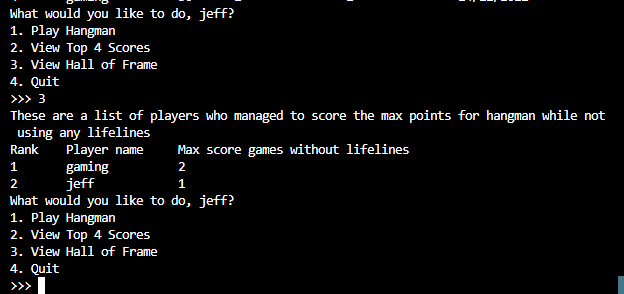 What would you like to do, jeff?
1. Play Hangman
2. View Top 4 Scores
3. View Hall of Frame
4. Quit
>>> 3
These are a list of players who managed to score the max points for hangman while not
 using any lifelines
Rank    Player name     Max score games without lifelines
1       gaming          2
2       jeff            1
What would you like to do, jeff?
1. Play Hangman
2. View Top 4 Scores
3. View Hall of Frame
4. Quit
>>>